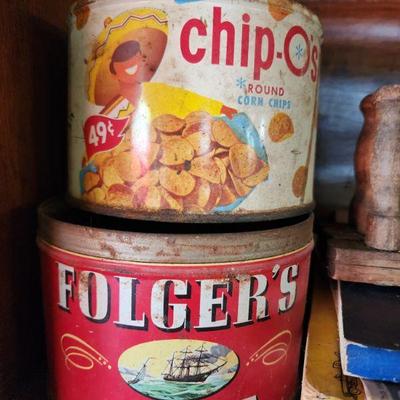 chip-O's
*ROUND
CORN CHIPS
49¢
FOLGER'S